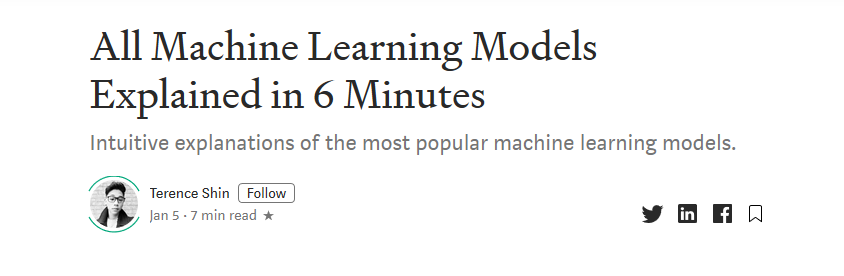 All Machine Learning Models
Explained in 6 Minutes
Intuitive explanations of the most popular machine learning models.
Terence Shin Follow
Jan 5 · 7 min read ★